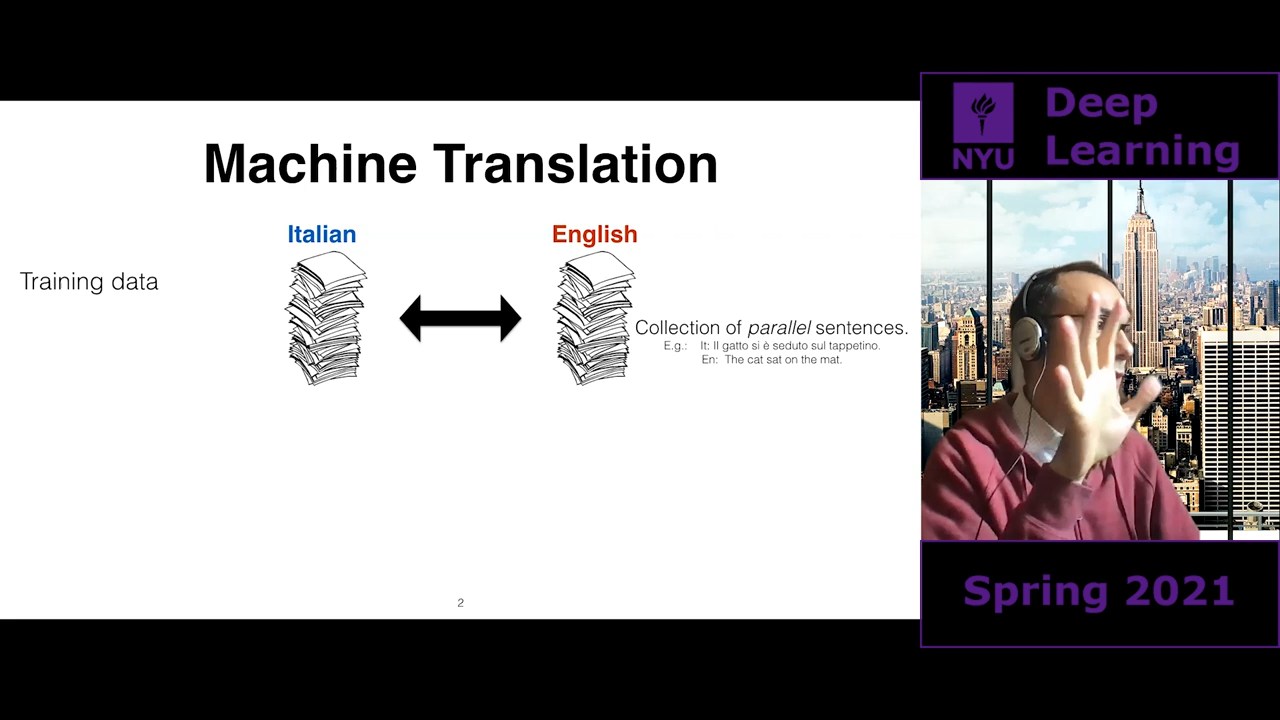 Machine Translation
Italian
English
Training data
Collection of parallel sentences.
E.g.: It: Il gatto si è seduto sul tappetino.
En: The cat sat on the mat.
2
NYU
Deep
Learning
Spring 2021